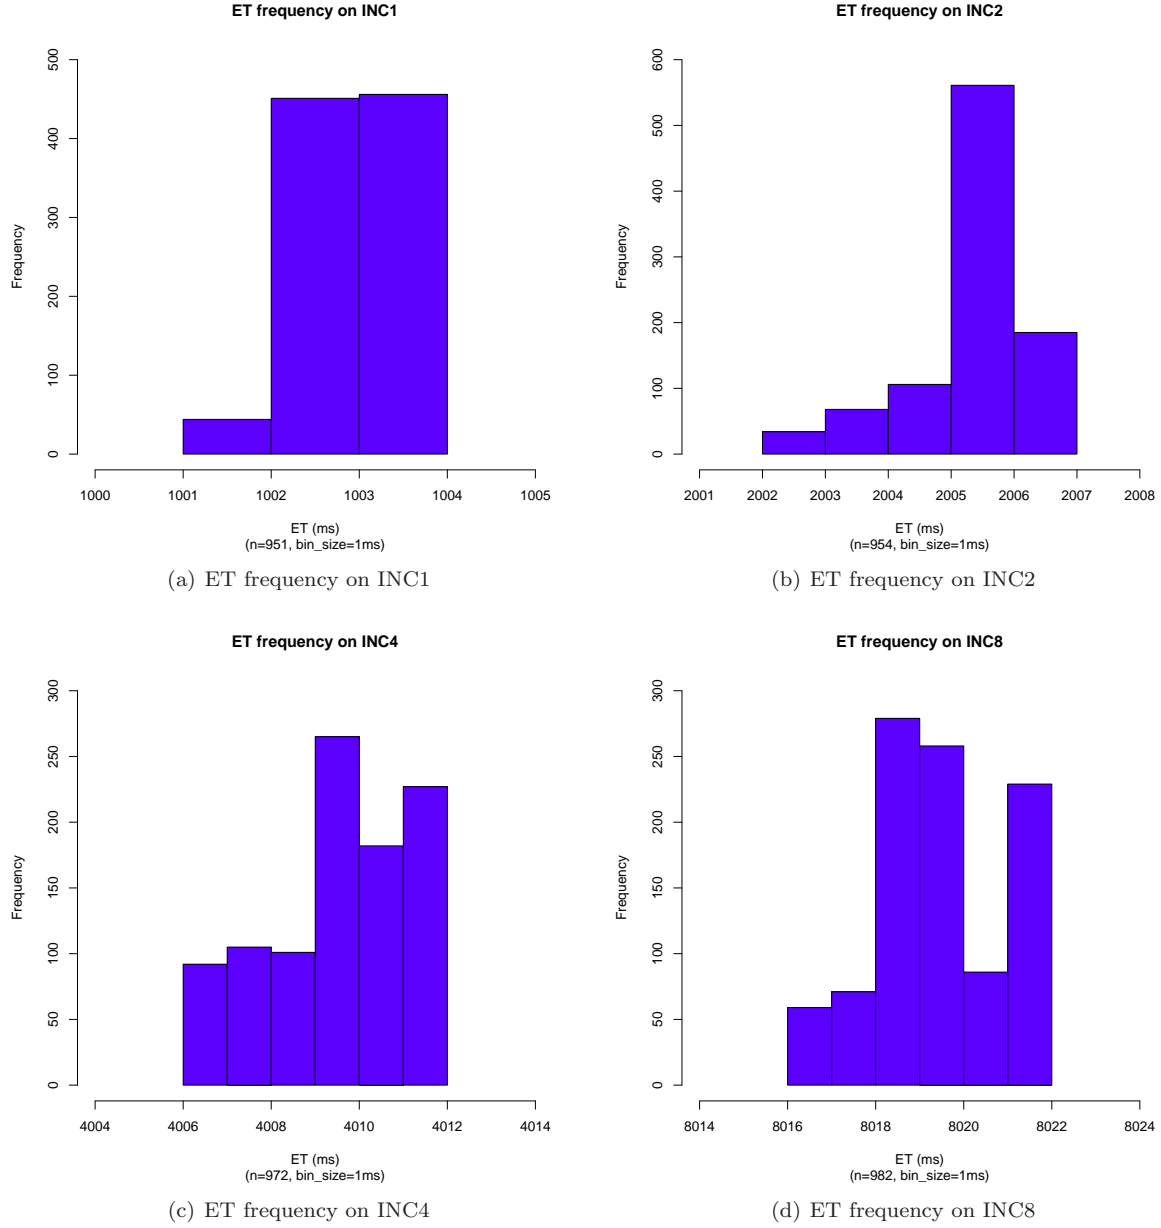 ET frequency on INC1
500
400
300
200
100
0
Frequency
1000 1001 1002 1003 1004 1005
ET (ms)
(n=951, bin_size=1ms)
(a) ET frequency on INC1
ET frequency on INC2
600
500
400
300
200
100
0
Frequency
2001 2002 2003 2004 2005 2006 2007 2008
ET (ms)
(n=954, bin_size=1ms)
(b) ET frequency on INC2
ET frequency on INC4
300
250
200
150
100
50
0
Frequency
4004 4006 4008 4010 4012 4014
ET (ms)
(n=972, bin_size=1ms)
(c) ET frequency on INC4
ET frequency on INC8
300
250
200
150
100
50
0
Frequency
8014 8016 8018 8020 8022 8024
ET (ms)
(n=982, bin_size=1ms)
(d) ET frequency on INC8